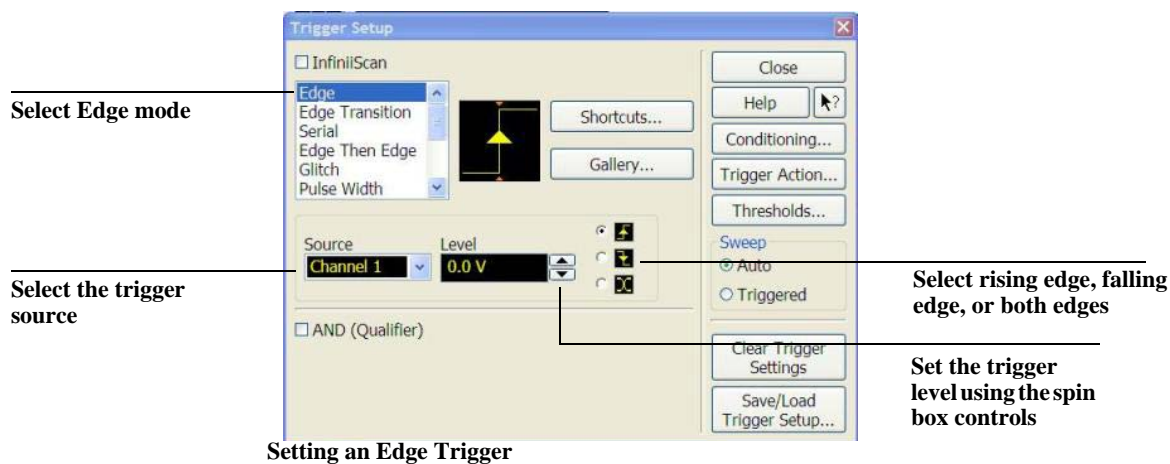 Trigger Setup
InfiniiScan
Close
Select Edge mode
Edge
Edge Transition
Serial
Edge Then Edge
Glitch
Pulse Width
Shortcuts...
Gallery...
Help
?
Conditioning...
Trigger Action...
Thresholds...
Source
Level
Channel 1
0.0 V
Sweep
Auto
Triggered
Select the trigger
source
Select rising edge, falling
edge, or both edges
AND (Qualifier)
Clear Trigger
Settings
Save/Load
Trigger Setup...
Set the trigger
level using the spin
box controls
Setting an Edge Trigger